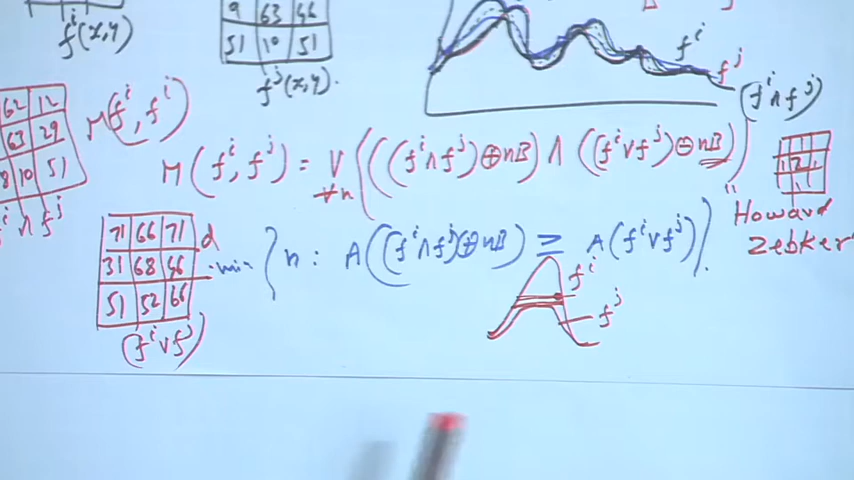 9 63 46
51 10 51
f^i(x,y)
f^j(x,y).
f^i
f^j
(f^i ∧ f^j)
62 12
63 29
8 10 51
M(f^i, f^i)
∧ f^j
M(f^i, f^j) = V ∀n {((f^i∧f^j)⊕nB) ∧ ((f^i∨f^j)⊖nB)}
Howard
Zebker
71 66 71
31 68 46
51 52 66
(f^i∨f^j)
d
min { n : A((f^i∧f^j)⊕nB) ≥ A(f^i∨f^j) }.
f^i
f^j